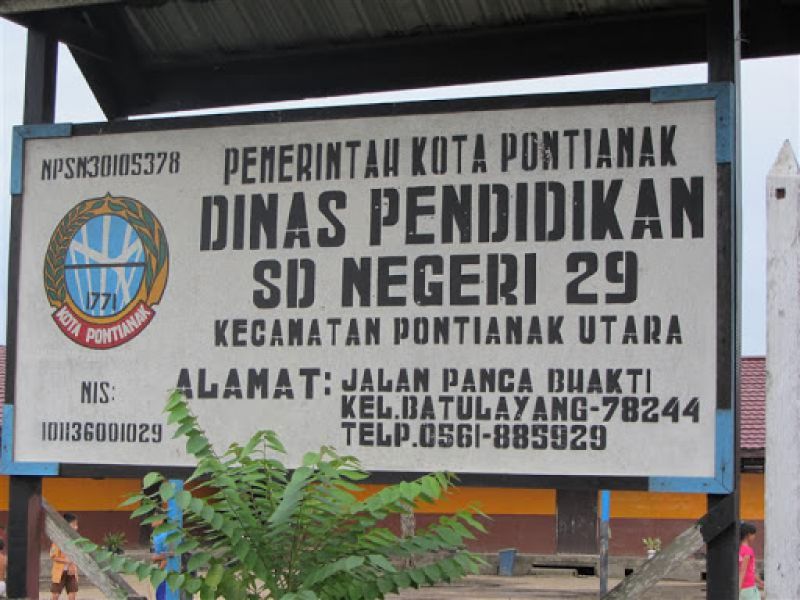 NPSN30105378
PEMERINTAH KOTA PONTIANAK
DINAS PENDIDIKAN
SD NEGERI 29
KECAMATAN PONTIANAK UTARA
1771
KOTA PONTIANAK
NIS:
101136001029
ALAMAT: JALAN PANCA BHAKTI
KEL.BATULAYANG-78244
TELP.0561-885929